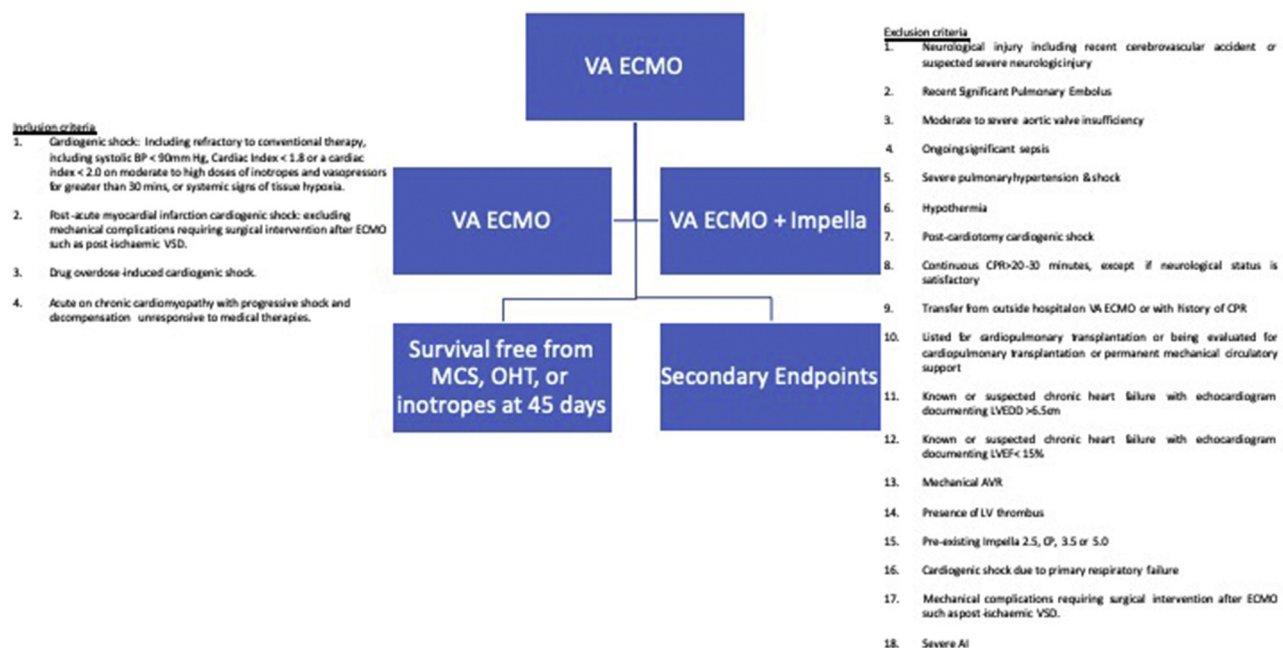 VA ECMO
Inclusion criteria
1. Cardiogenic shock: Including refractory to conventional therapy,
including systolic BP < 90mm Hg, Cardiac Index < 1.8 or a cardiac
index < 2.0 on moderate to high doses of inotropes and vasopressors
for greater than 30 mins, or systemic signs of tissue hypoxia.
2. Post-acute myocardial infarction cardiogenic shock: excluding
mechanical complications requiring surgical intervention after ECMO
such as post-ischaemic VSD.
3. Drug overdose-induced cardiogenic shock.
4. Acute on chronic cardiomyopathy with progressive shock and
decompensation unresponsive to medical therapies.
VA ECMO
VA ECMO + Impella
Survival free from
MCS, OHT, or
inotropes at 45 days
Secondary Endpoints
Exclusion criteria
1. Neurological injury including recent cerebrovascular accident or
suspected severe neurologic injury
2. Recent Significant Pulmonary Embolus
3. Moderate to severe aortic valve insufficiency
4. Ongoing significant sepsis
5. Severe pulmonary hypertension & shock
6. Hypothermia
7. Post-cardiotomy cardiogenic shock
8. Continuous CPR>20-30 minutes, except if neurological status is
satisfactory
9. Transfer from outside hospital on VA ECMO or with history of CPR
10. Listed for cardiopulmonary transplantation or being evaluated for
cardiopulmonary transplantation or permanent mechanical circulatory
support
11. Known or suspected chronic heart failure with echocardiogram
documenting LVEDD >6.5cm
12. Known or suspected chronic heart failure with echocardiogram
documenting LVEF< 15%
13. Mechanical AVR
14. Presence of LV thrombus
15. Pre-existing Impella 2.5, CP, 3.5 or 5.0
16. Cardiogenic shock due to primary respiratory failure
17. Mechanical complications requiring surgical intervention after ECMO
such as post-ischaemic VSD.
18. Severe AI